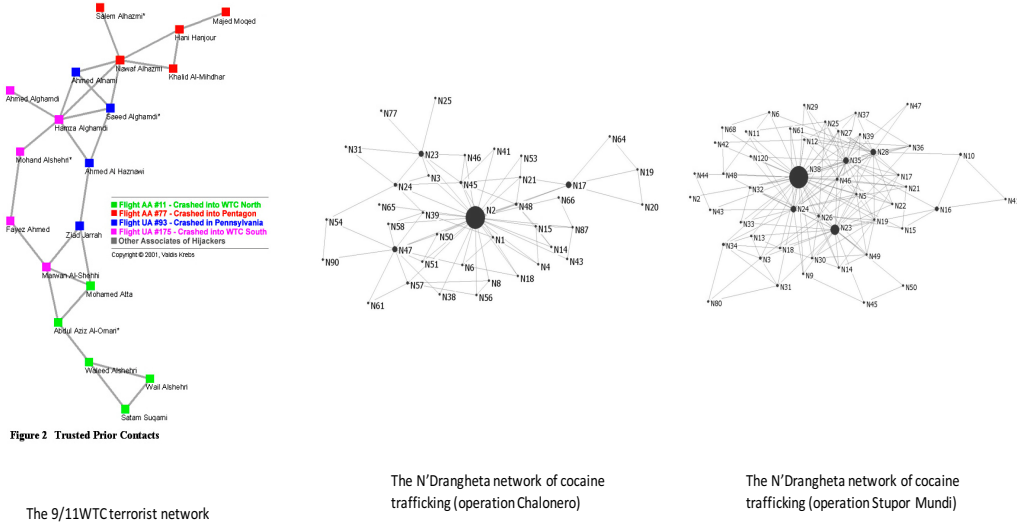 Salem Alhazmi*
Majed Moqed
Hani Hanjour
Nawaf Alhazmi
Khalid Al-Mihdhar
Ahmed Alnami
Ahmed Alghamdi
Saeed Alghamdi*
Hamza Alghamdi
Mohand Alshehri*
Ahmed Al Haznawi
Flight AA #11 - Crashed into WTC North
Flight AA #77 - Crashed into Pentagon
Flight UA #93 - Crashed in Pennsylvania
Flight UA #175 - Crashed into WTC South
Other Associates of Hijackers
Copyright © 2001, Valdis Krebs
Fayez Ahmed
Ziad Jarrah
Marwan Al-Shehhi
Mohamed Atta
Abdul Aziz Al-Omari*
Waleed Alshehri
Wail Alshehri
Satam Suqami
Figure 2 Trusted Prior Contacts
The 9/11WTC terrorist network
N25
N77
N64
N31
N23
N46
N41
N53
N19
N3
N45
N21
N17
N24
N66
N20
N65
N39
N2
N48
N54
N58
N15
N87
N50
N1
N47
N14
N90
N51
N6
N4
N43
N57
N8
N18
N61
N38
N56
The N’Drangheta network of cocaine
trafficking (operation Chalonero)
N29
N47
N6
N37
N25
N68
N11
N61
N27
N39
N42
N12
N28
N36
N120
N35
N10
N38
N44
N48
N46
N17
N32
N5
N21
N2
N43
N24
N22
N16
N41
N26
N33
N19
N23
N15
N34
N13
N18
N49
N3
N30
N14
N9
N31
N50
N80
N45
The N’Drangheta network of cocaine
trafficking (operation Stupor Mundi)